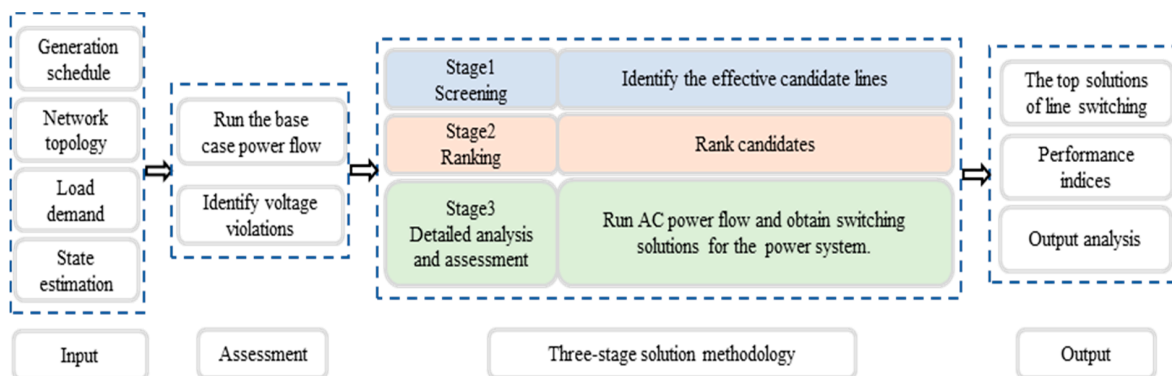 Generation
schedule
Network
topology
Load
demand
State
estimation
Run the base
case power flow
Identify voltage
violations
Stage1
Screening
Identify the effective candidate lines
Stage2
Ranking
Rank candidates
Stage3
Detailed analysis
and assessment
Run AC power flow and obtain switching
solutions for the power system.
The top solutions
of line switching
Performance
indices
Output analysis
Input
Assessment
Three-stage solution methodology
Output